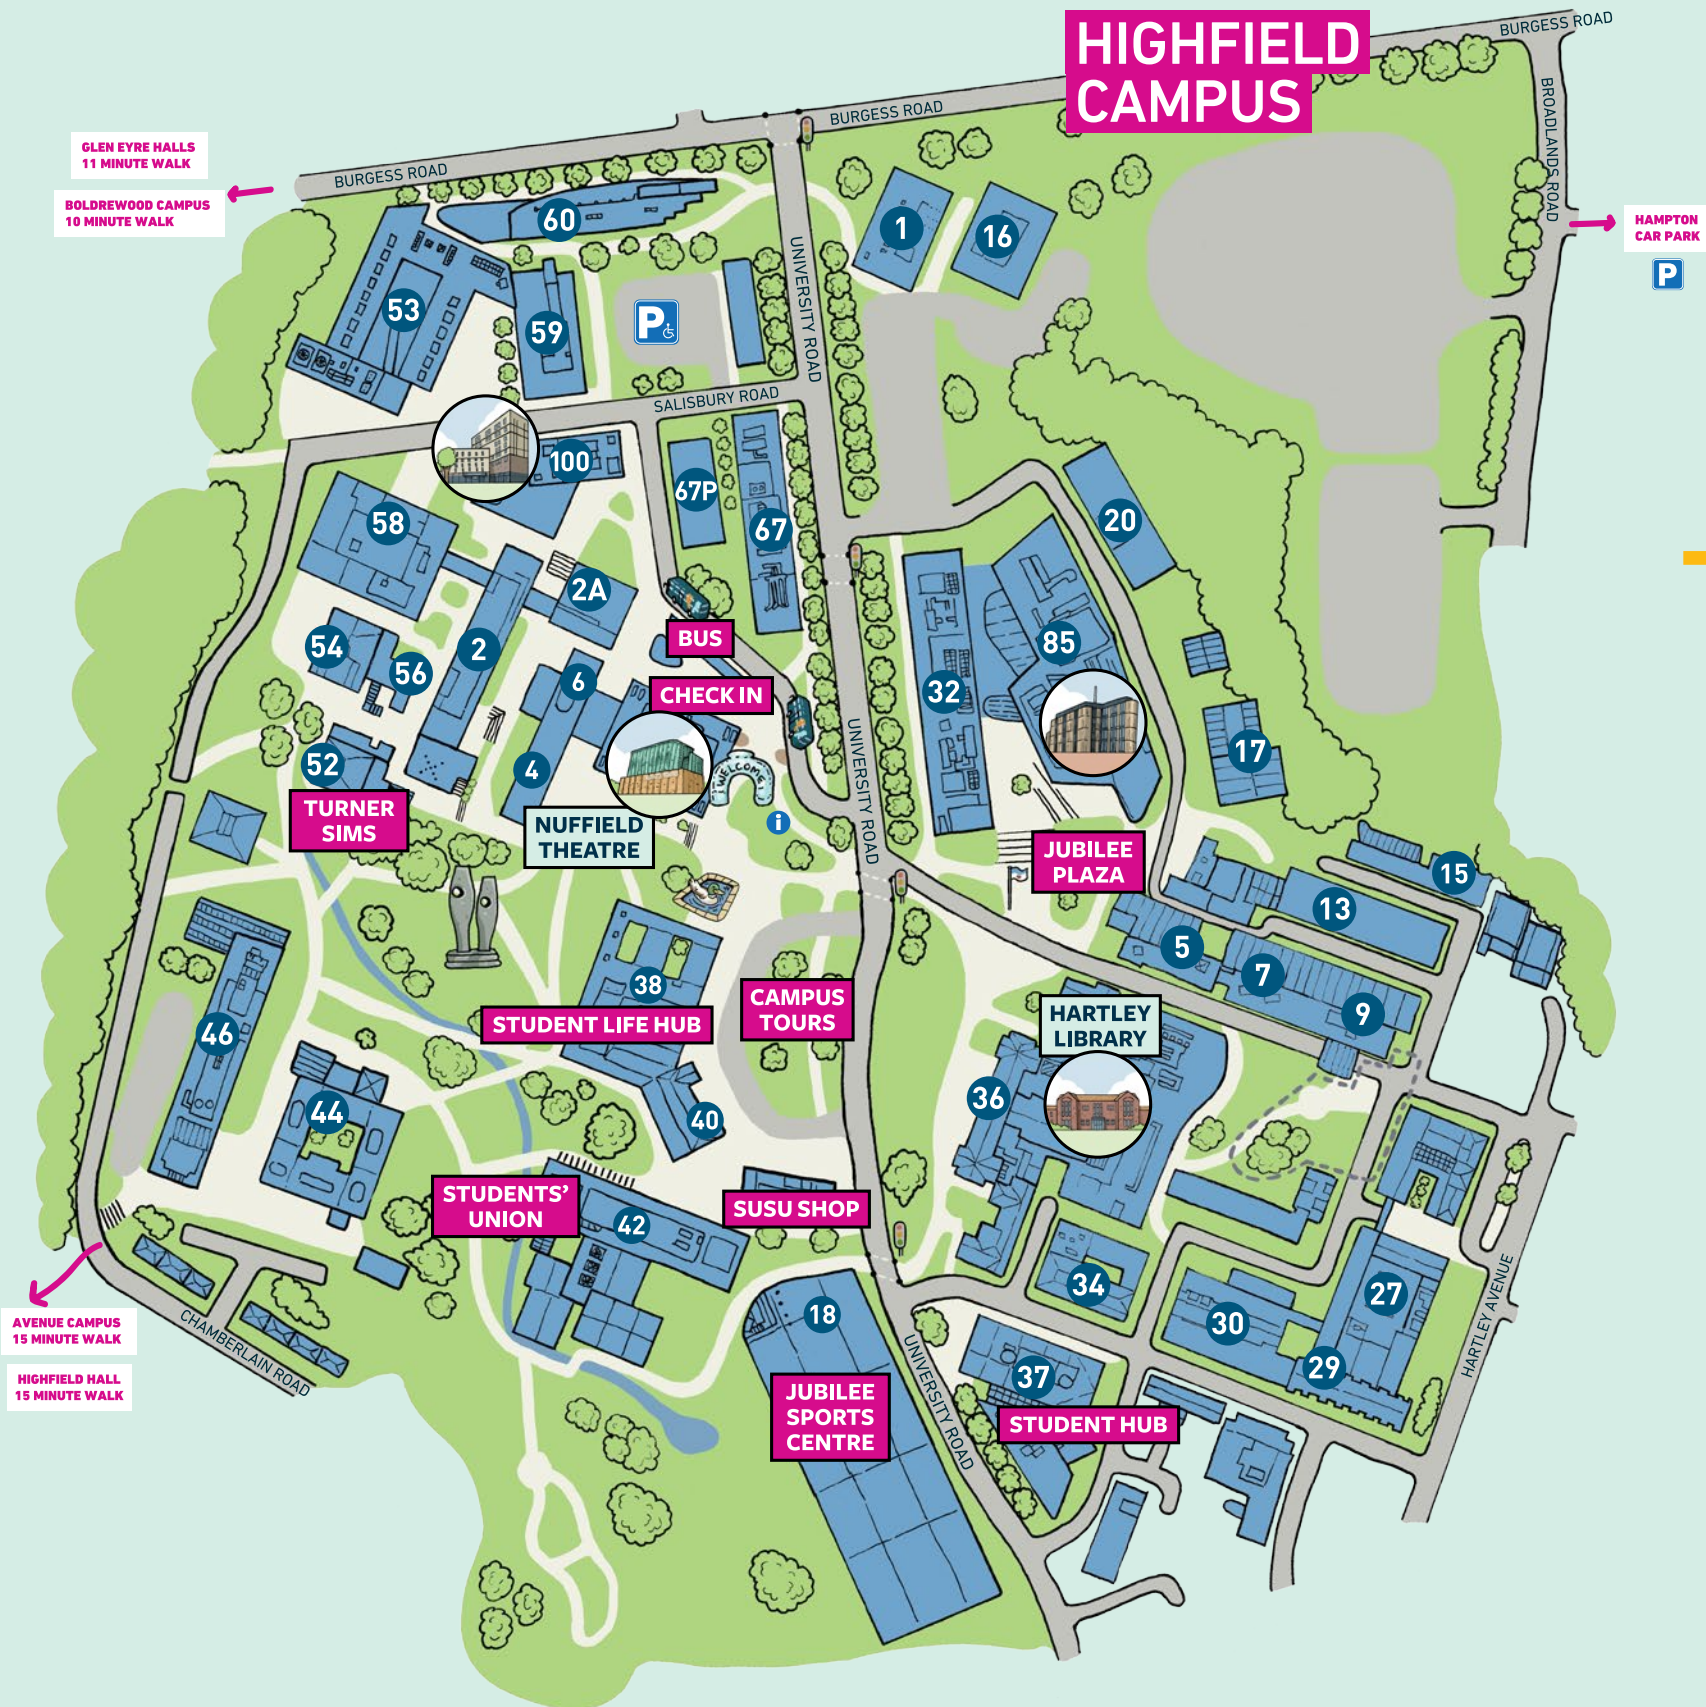 HIGHFIELD
CAMPUS
BURGESS ROAD
BURGESS ROAD
BURGESS ROAD
BROADLANDS ROAD
GLEN EYRE HALLS
11 MINUTE WALK
BOLDREWOOD CAMPUS
10 MINUTE WALK
HAMPTON
CAR PARK
P
60
1
16
UNIVERSITY ROAD
53
59
P
SALISBURY ROAD
100
67P
67
58
20
2A
BUS
54
2
56
6
CHECK IN
85
32
17
52
4
WELCOME
UNIVERSITY ROAD
TURNER
SIMS
NUFFIELD
THEATRE
i
JUBILEE
PLAZA
15
13
5
7
9
38
STUDENT LIFE HUB
CAMPUS
TOURS
HARTLEY
LIBRARY
46
44
40
36
STUDENTS'
UNION
42
SUSU SHOP
34
27
30
29
HARTLEY AVENUE
18
AVENUE CAMPUS
15 MINUTE WALK
CHAMBERLAIN ROAD
HIGHFIELD HALL
15 MINUTE WALK
UNIVERSITY ROAD
37
JUBILEE
SPORTS
CENTRE
STUDENT HUB